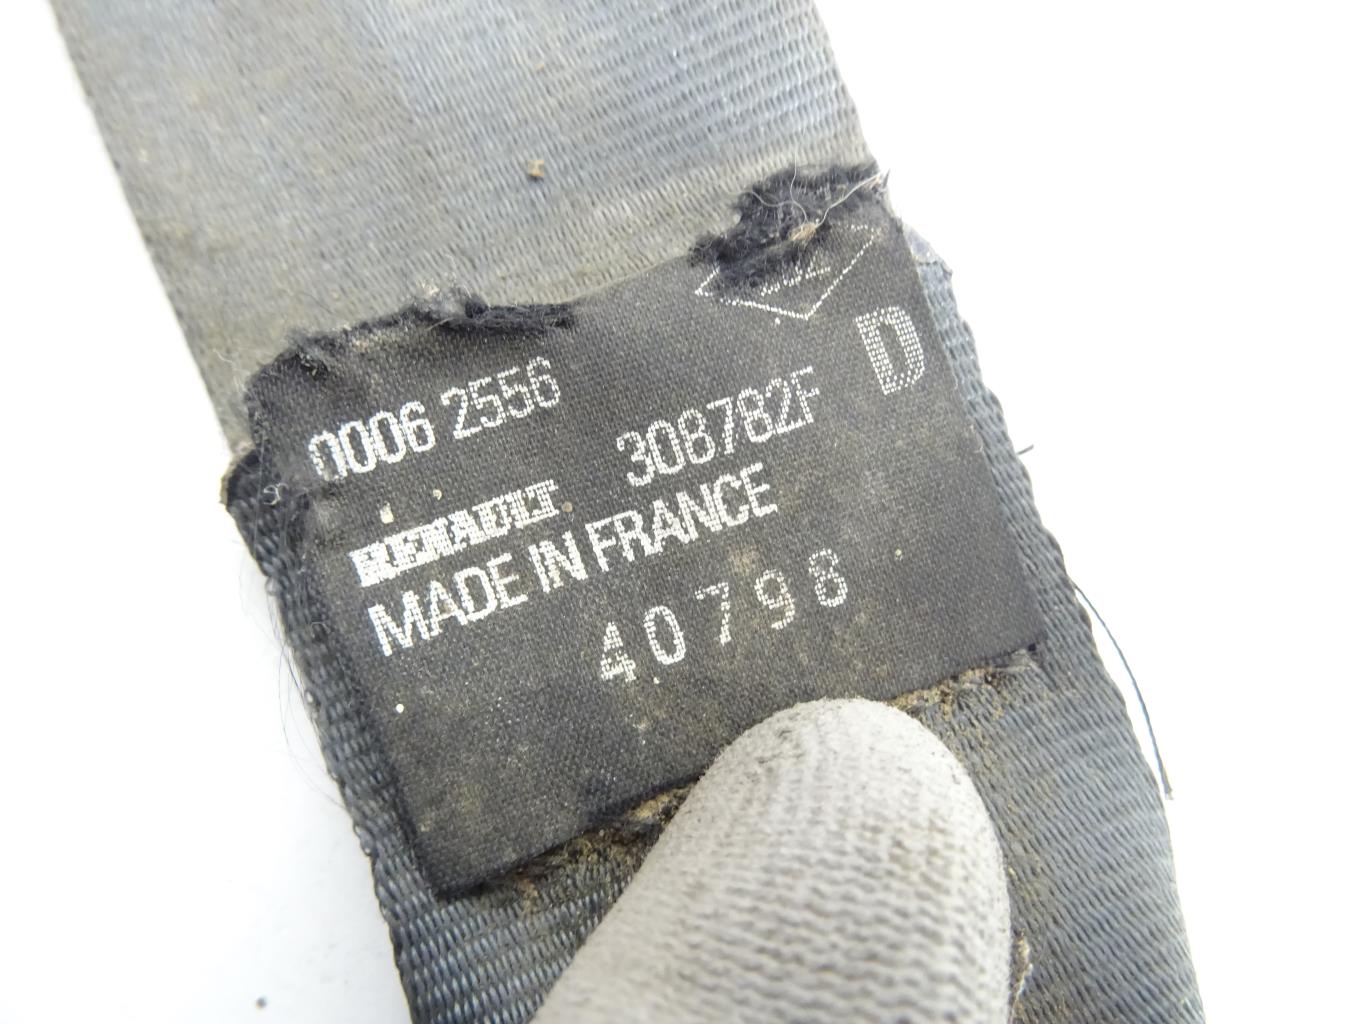 D
0006 2556
308782F
RENAULT
MADE IN FRANCE
40798